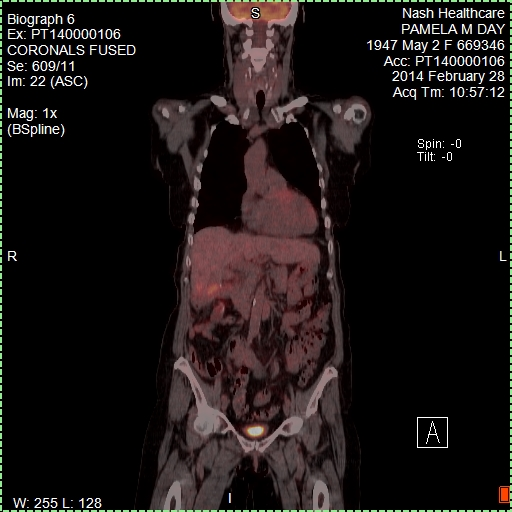 Biograph 6
Ex: PT140000106
CORONALS FUSED
Se: 609/11
Im: 22 (ASC)
Mag: 1x
(BSpline)
S
Nash Healthcare
PAMELA M DAY
1947 May 2 F 669346
Acc: PT140000106
2014 February 28
Acq Tm: 10:57:12
Spin: -0
Tilt: -0
R
L
A
W: 255 L: 128
I